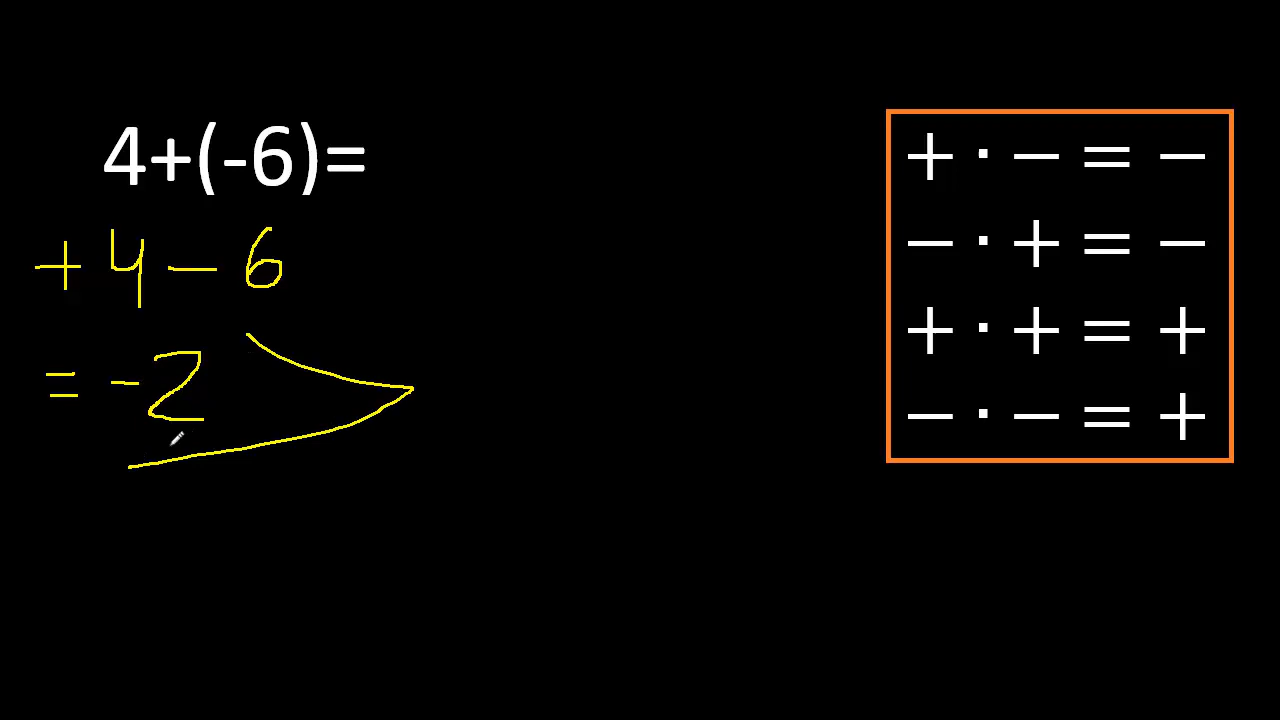 4+(-6)=
+ 4 - 6
= -2
+ · − = −
− · + = −
+ · + = +
− · − = +